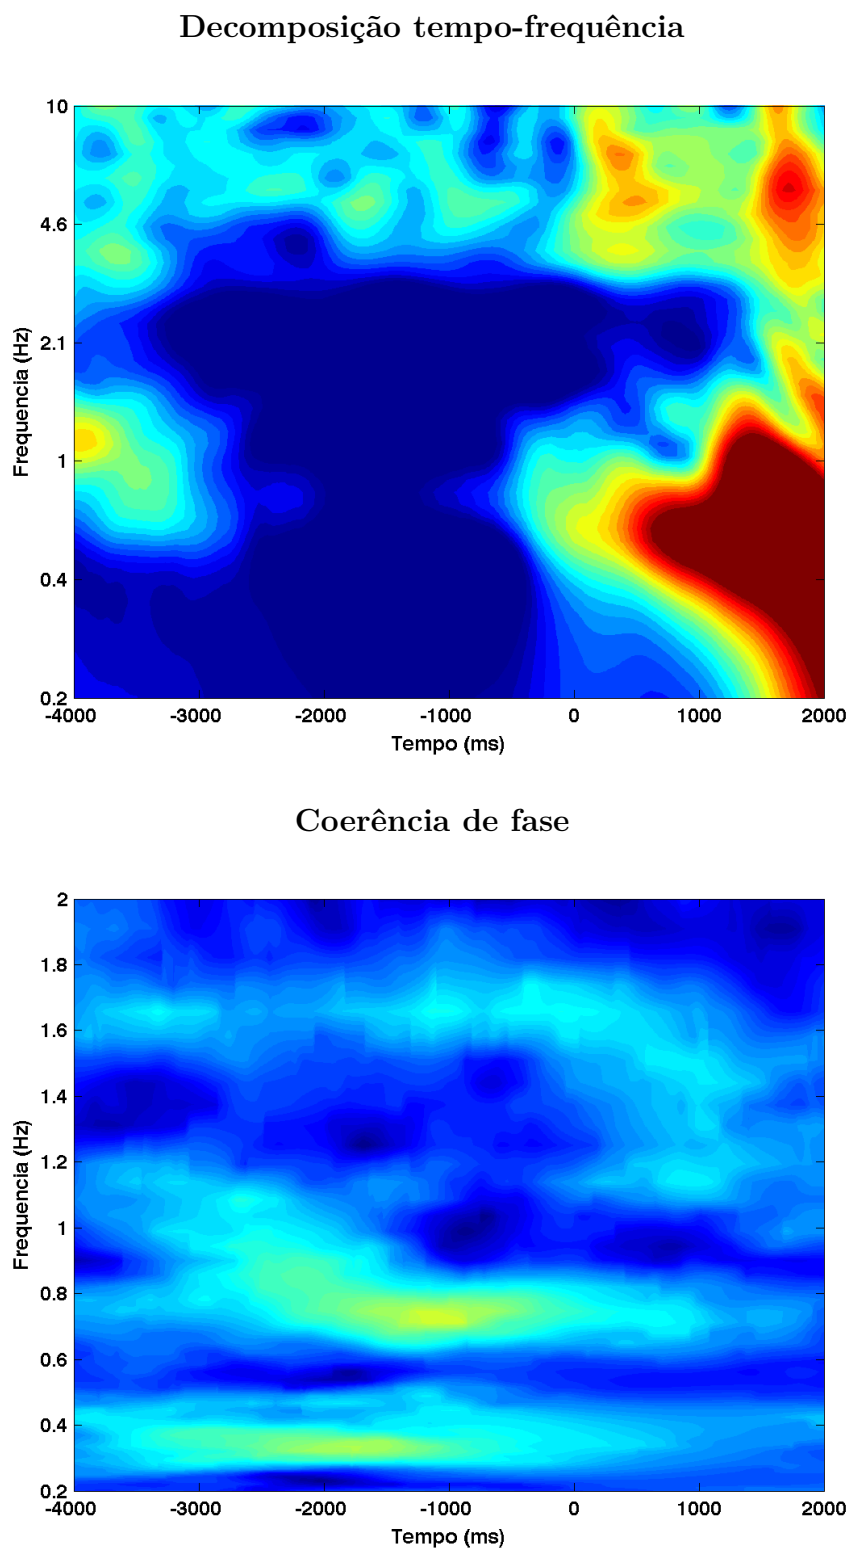 Decomposição tempo-frequência
10
4.6
2.1
1
0.4
0.2
Frequencia (Hz)
-4000 -3000 -2000 -1000 0 1000 2000
Tempo (ms)
Coerência de fase
2
1.8
1.6
1.4
1.2
1
0.8
0.6
0.4
0.2
Frequencia (Hz)
-4000 -3000 -2000 -1000 0 1000 2000
Tempo (ms)